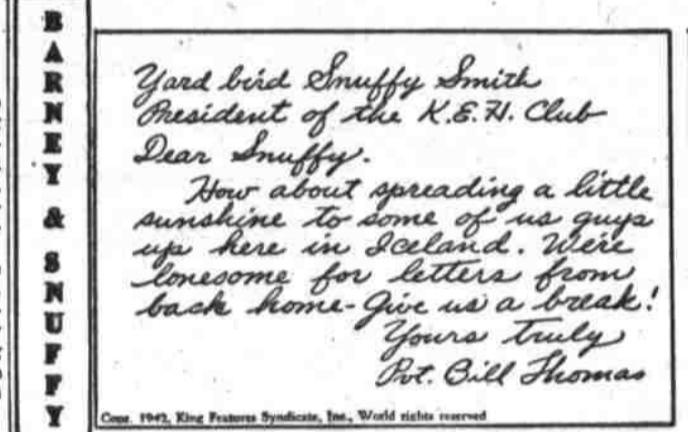 BARNEY & SNUFFY
Yard bird Snuffy Smith
President of the K.E.H. Club
Dear Snuffy.
How about spreading a little
sunshine to some of us guys
up here in Iceland. We're
lonesome for letters from
back home - Give us a break!
Yours truly
Pvt. Bill Thomas
Copr. 1942, King Features Syndicate, Inc., World rights reserved